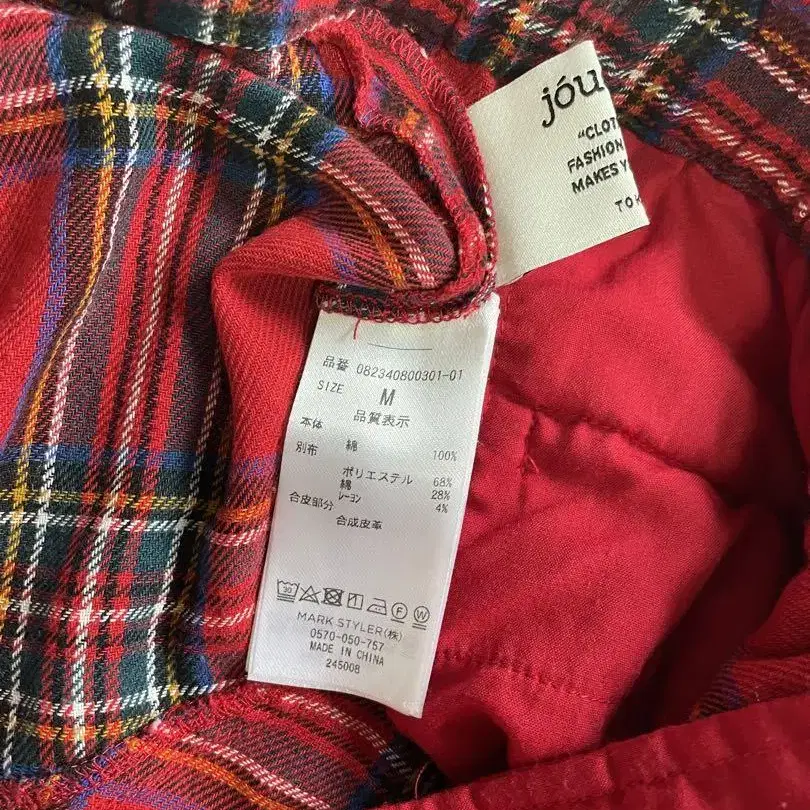 jóu
"CLOT
FASHION
MAKES Y
TOK
品番 082340800301-01
SIZE M
品質表示
本体 綿 100%
別布 ポリエステル 68%
綿 28%
レーヨン 4%
合皮部分 合成皮革
30 F W
MARK STYLER(株)
0570-050-757
MADE IN CHINA
245008